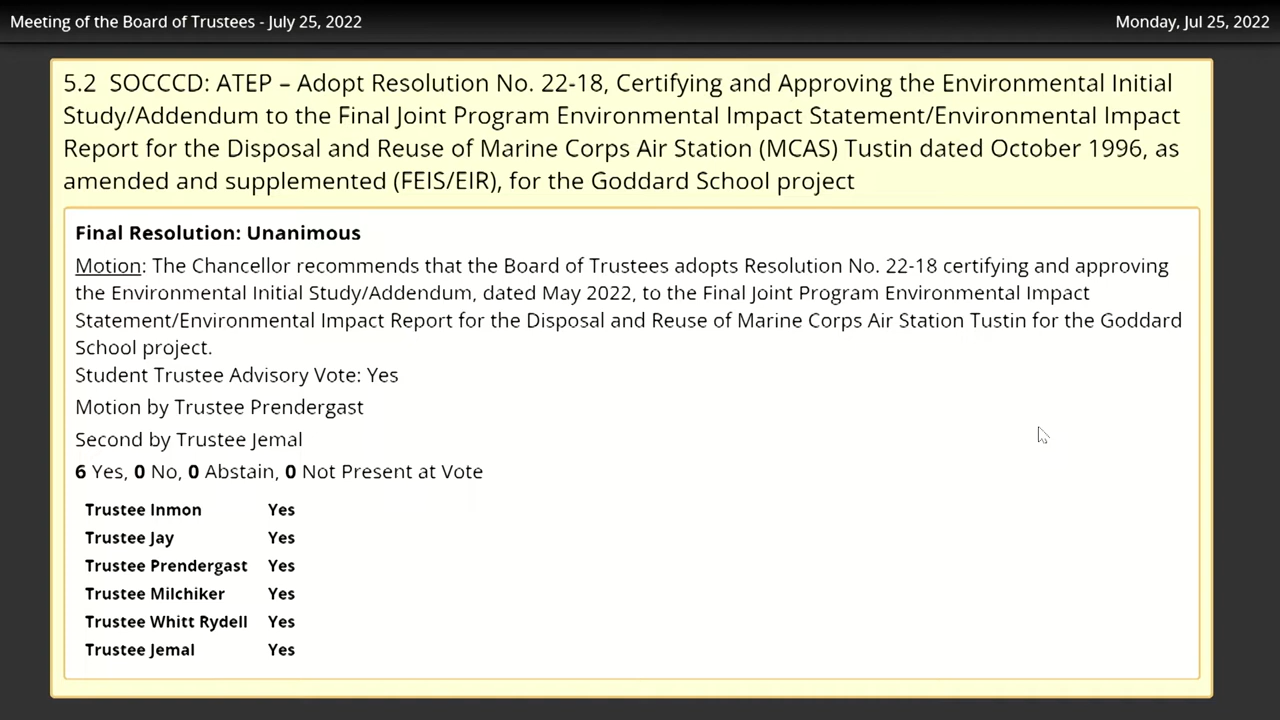 Meeting of the Board of Trustees - July 25, 2022
Monday, Jul 25, 2022
5.2 SOCCCD: ATEP – Adopt Resolution No. 22-18, Certifying and Approving the Environmental Initial
Study/Addendum to the Final Joint Program Environmental Impact Statement/Environmental Impact
Report for the Disposal and Reuse of Marine Corps Air Station (MCAS) Tustin dated October 1996, as
amended and supplemented (FEIS/EIR), for the Goddard School project
Final Resolution: Unanimous
Motion: The Chancellor recommends that the Board of Trustees adopts Resolution No. 22-18 certifying and approving
the Environmental Initial Study/Addendum, dated May 2022, to the Final Joint Program Environmental Impact
Statement/Environmental Impact Report for the Disposal and Reuse of Marine Corps Air Station Tustin for the Goddard
School project.
Student Trustee Advisory Vote: Yes
Motion by Trustee Prendergast
Second by Trustee Jemal
6 Yes, 0 No, 0 Abstain, 0 Not Present at Vote
Trustee Inmon Yes
Trustee Jay Yes
Trustee Prendergast Yes
Trustee Milchiker Yes
Trustee Whitt Rydell Yes
Trustee Jemal Yes